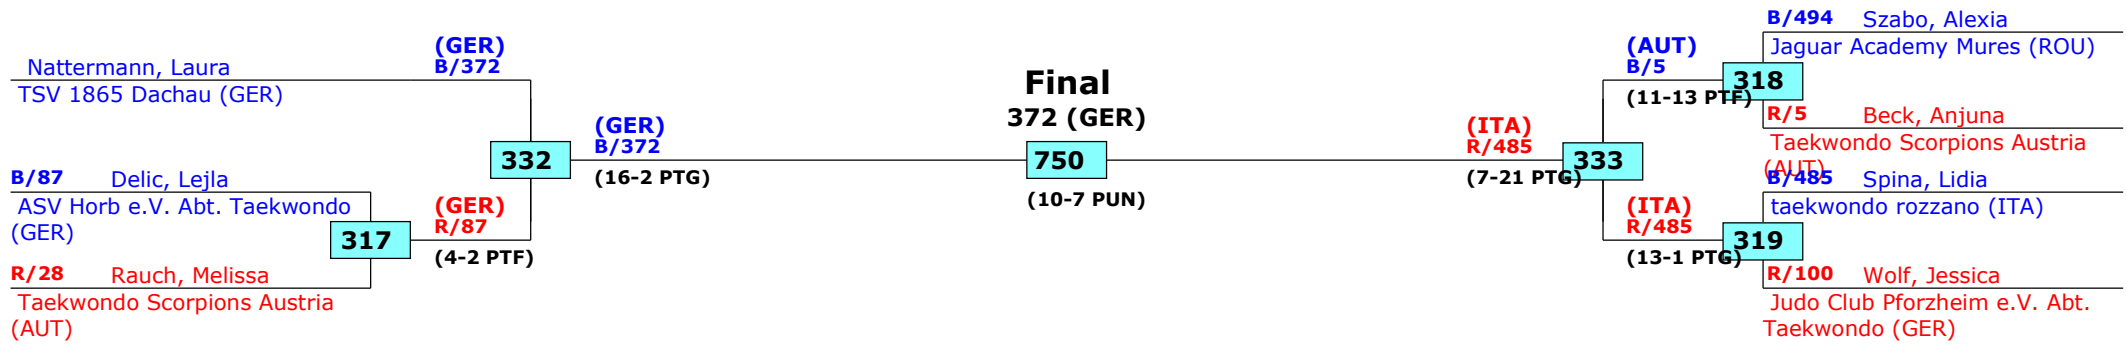 Nattermann, Laura
TSV 1865 Dachau (GER)
B/87 Delic, Lejla
ASV Horb e.V. Abt. Taekwondo
(GER)
R/28 Rauch, Melissa
Taekwondo Scorpions Austria
(AUT)
317
(GER)
B/372
(GER)
R/87
(4-2 PTF)
332
(GER)
B/372
(16-2 PTG)
Final
372 (GER)
750
(10-7 PUN)
(ITA)
R/485
(7-21 PTG)
333
(AUT)
B/5
(11-13 PTF)
(ITA)
R/485
(13-1 PTG)
318
319
B/494 Szabo, Alexia
Jaguar Academy Mures (ROU)
R/5 Beck, Anjuna
Taekwondo Scorpions Austria
(AUT)
B/485 Spina, Lidia
taekwondo rozzano (ITA)
R/100 Wolf, Jessica
Judo Club Pforzheim e.V. Abt.
Taekwondo (GER)